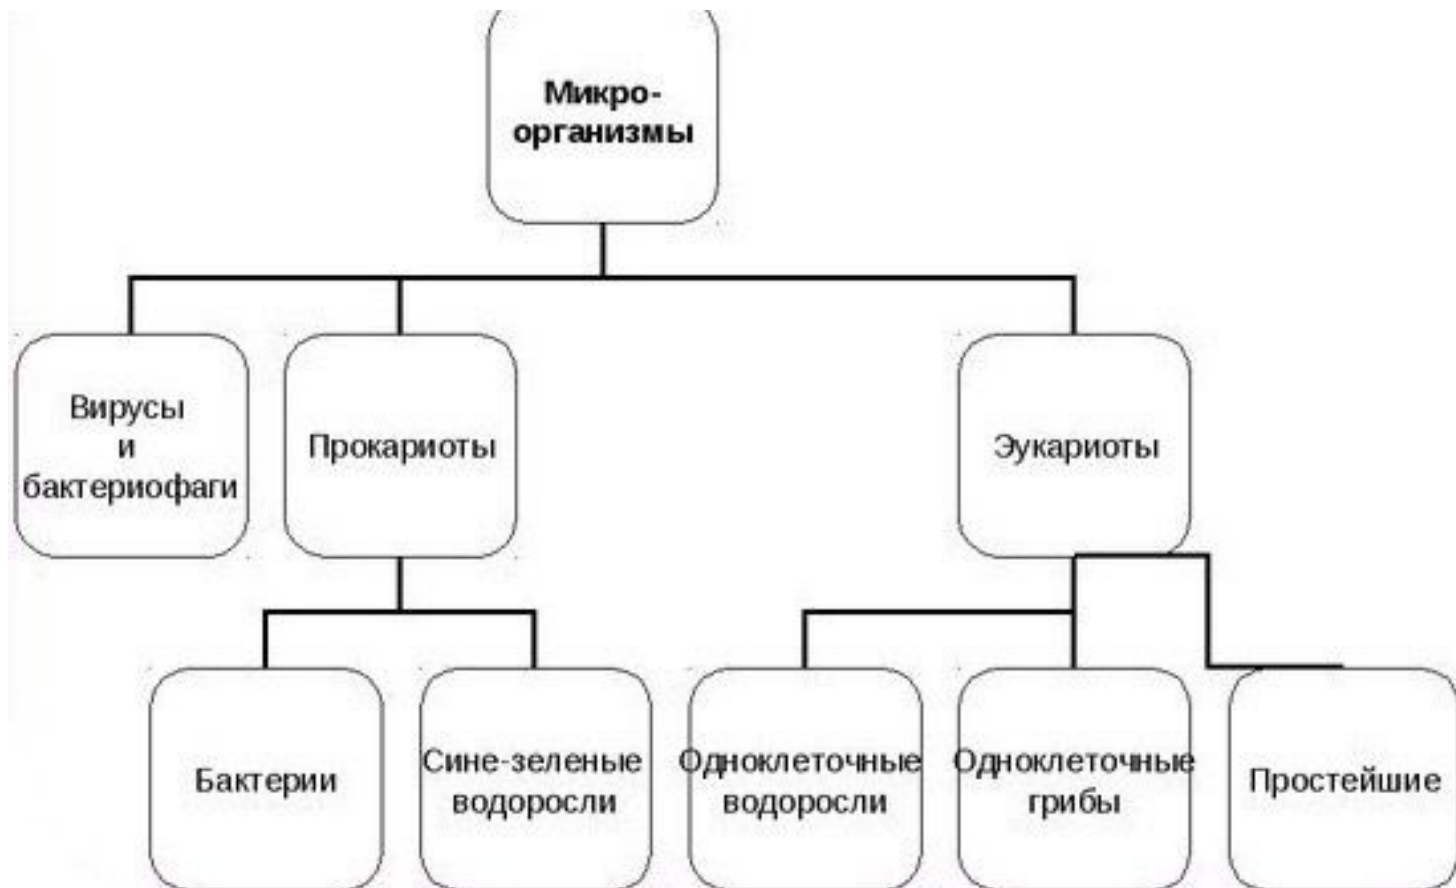 Микро-
организмы
Вирусы
и
бактериофаги
Прокариоты
Эукариоты
Бактерии
Сине-зеленые
водоросли
Одноклеточные
водоросли
Одноклеточные
грибы
Простейшие